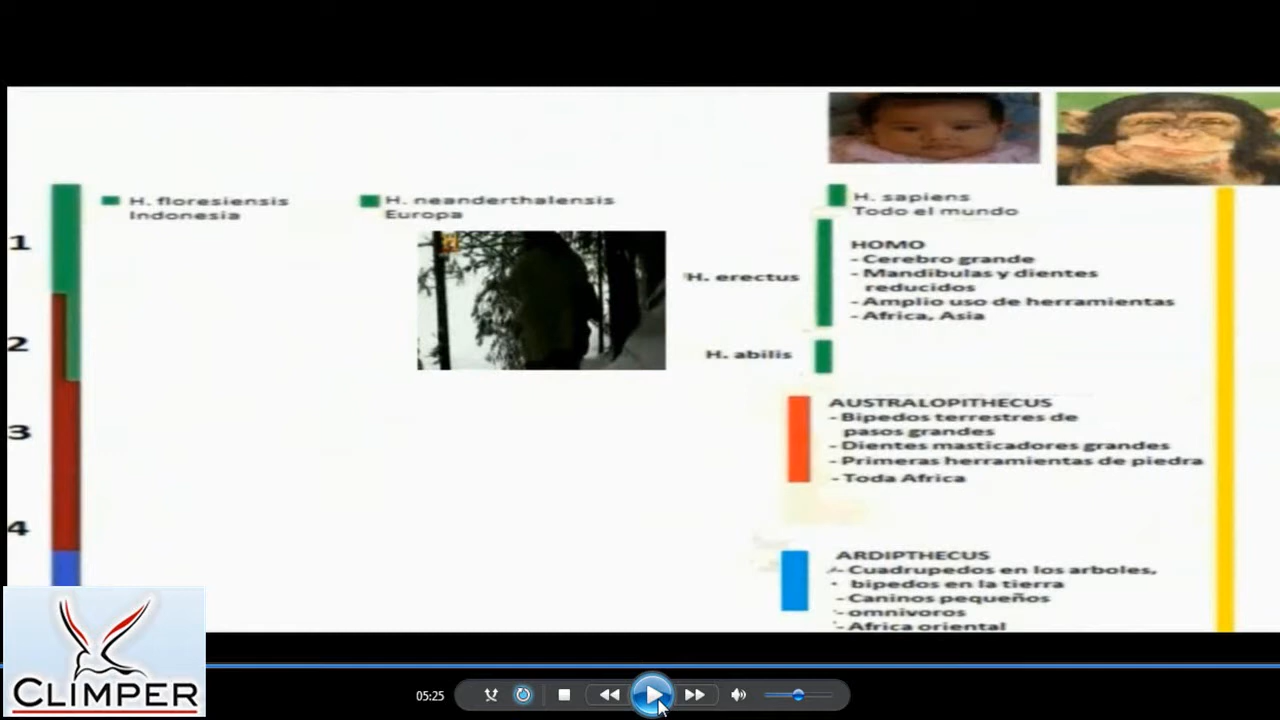 H. floresiensis
Indonesia
H. neanderthalensis
Europa
H. sapiens
Todo el mundo
1
HOMO
- Cerebro grande
- Mandibulas y dientes
reducidos
- Amplio uso de herramientas
- Africa, Asia
H. erectus
2
H. abilis
3
AUSTRALOPITHECUS
- Bipedos terrestres de
pasos grandes
- Dientes masticadores grandes
- Primeras herramientas de piedra
- Toda Africa
4
ARDIPTHECUS
- Cuadrupedos en los arboles,
bipedos en la tierra
- Caninos pequeños
- omnivoros
- Africa oriental
CLIMPER
05:25